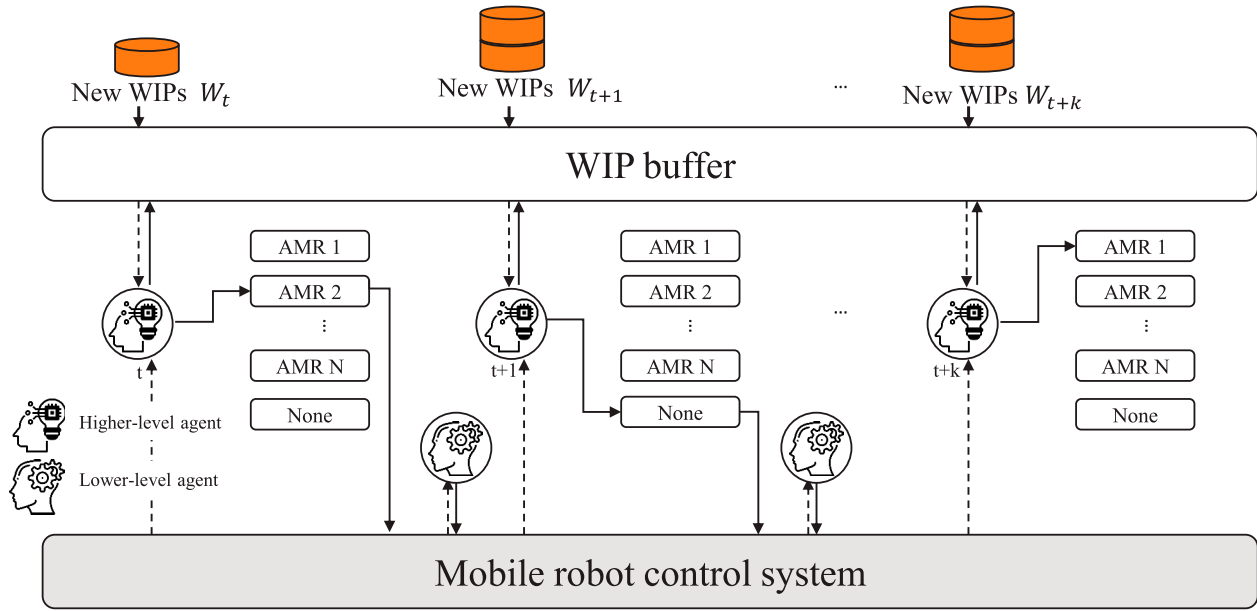 New WIPs W_t
New WIPs W_{t+1}
...
New WIPs W_{t+k}
WIP buffer
AMR 1
AMR 2
⋮
AMR N
None
t
AMR 1
AMR 2
⋮
AMR N
None
t+1
...
AMR 1
AMR 2
⋮
AMR N
None
t+k
Higher-level agent
Lower-level agent
Mobile robot control system